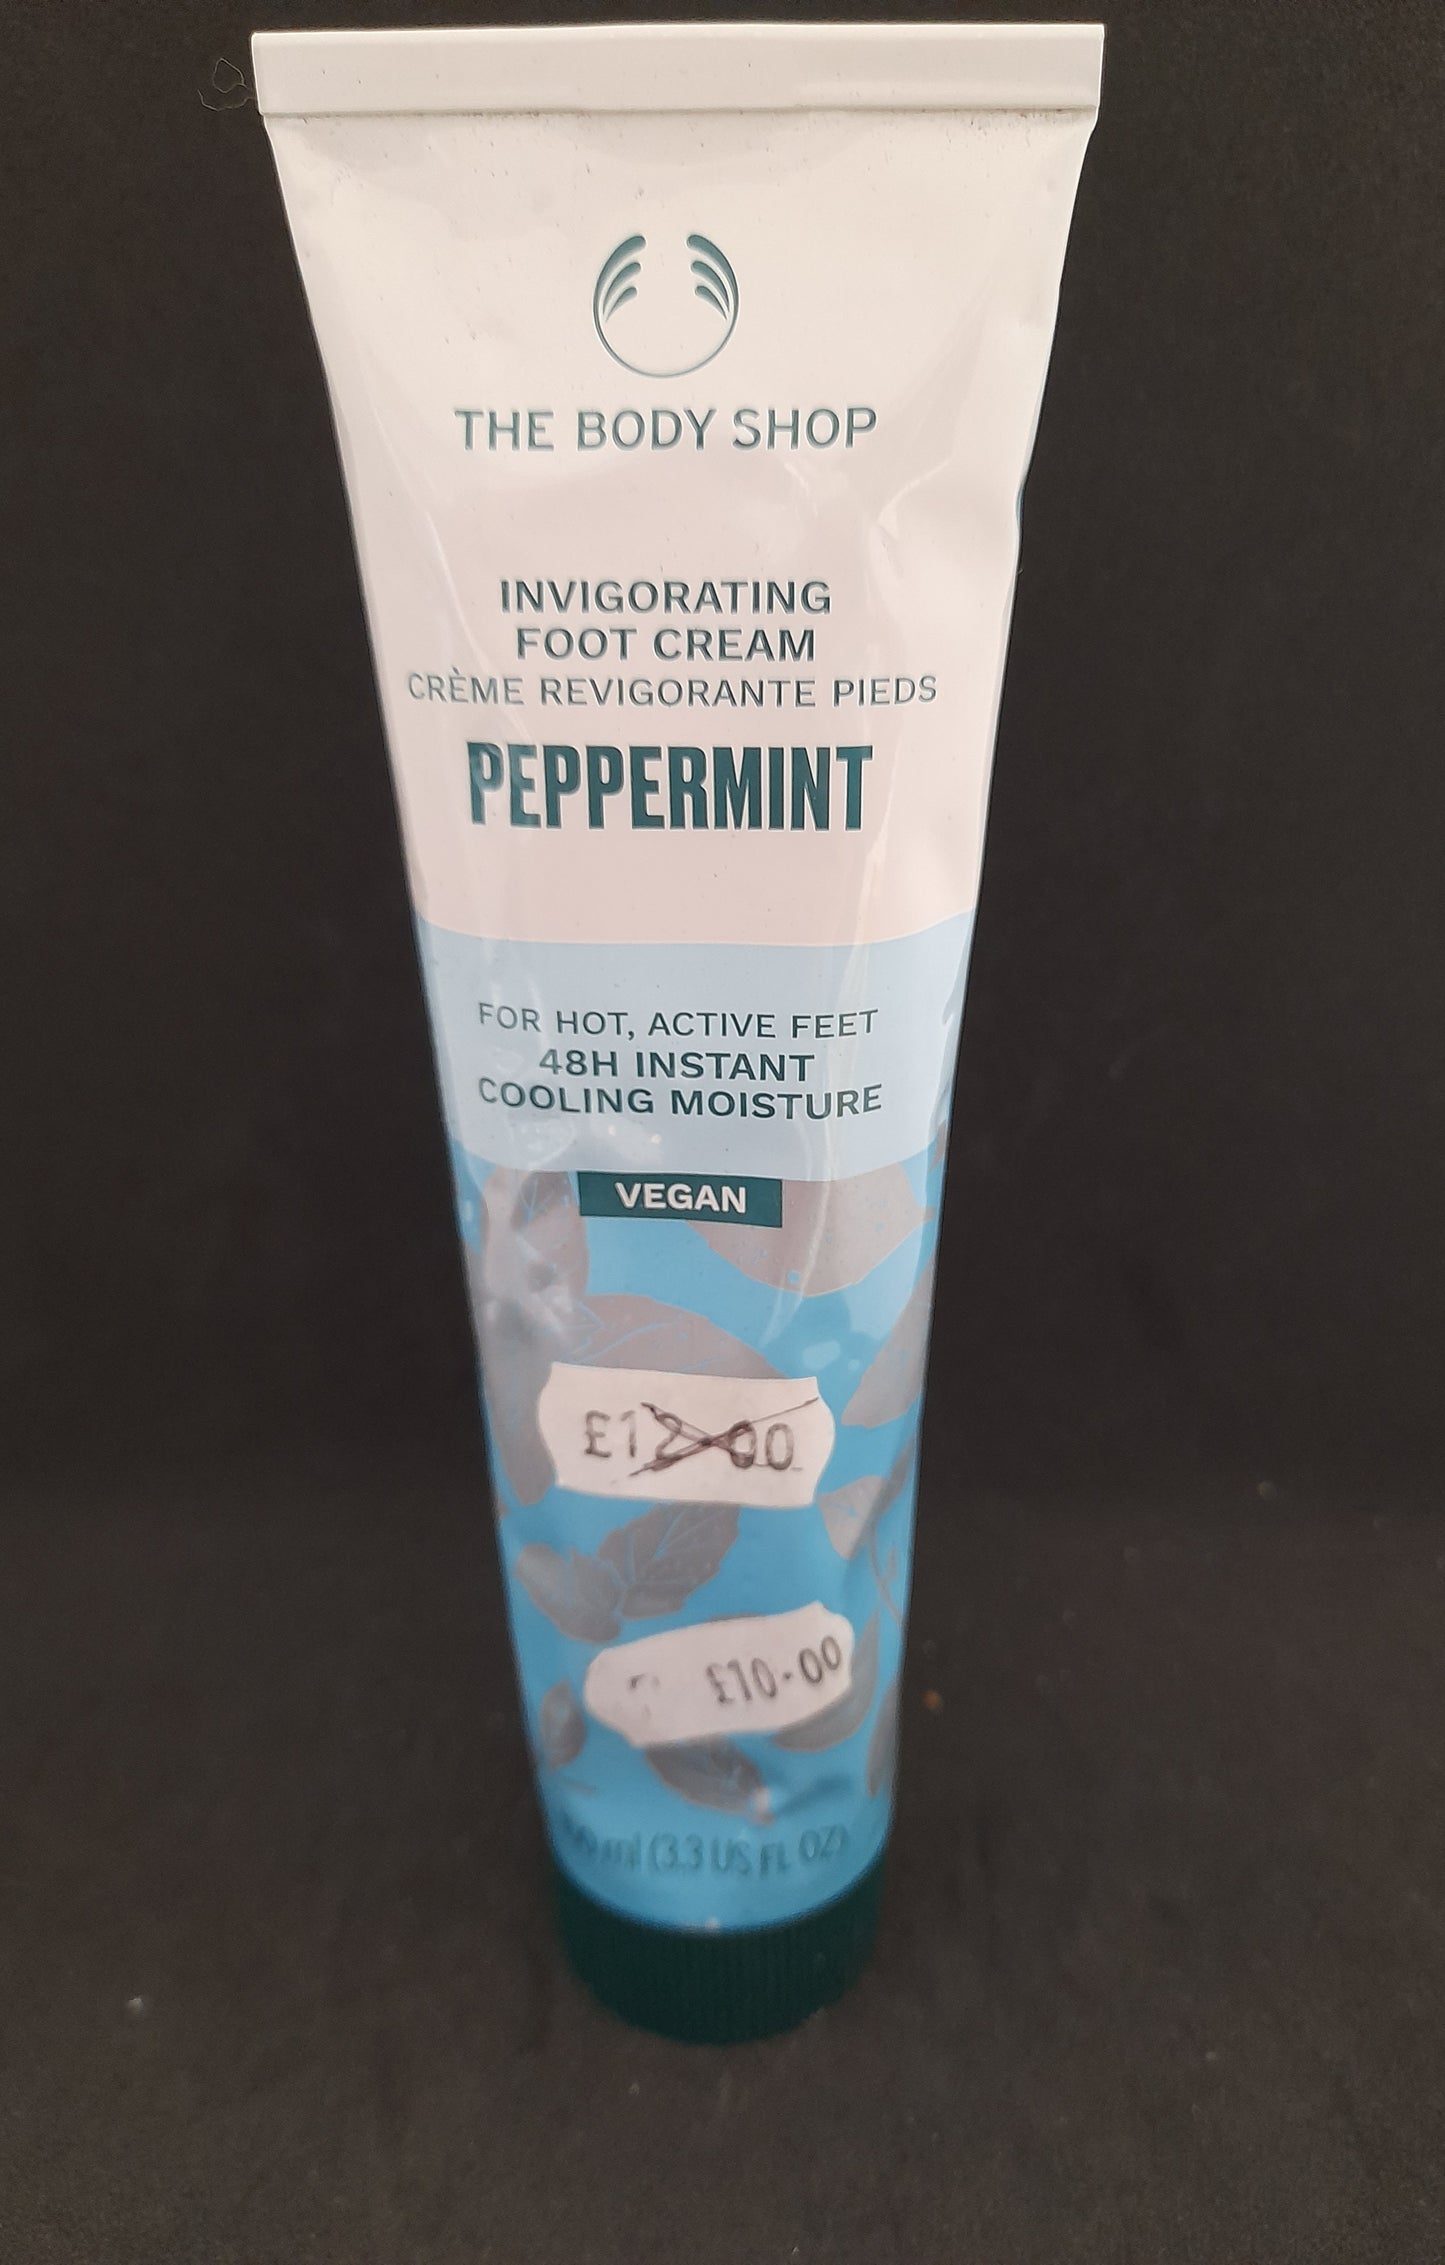 THE BODY SHOP
INVIGORATING
FOOT CREAM
CRÈME REVIGORANTE PIEDS
PEPPERMINT
FOR HOT, ACTIVE FEET
48H INSTANT
COOLING MOISTURE
VEGAN
£12.00
£10.00
ml (3.3 US FL OZ)